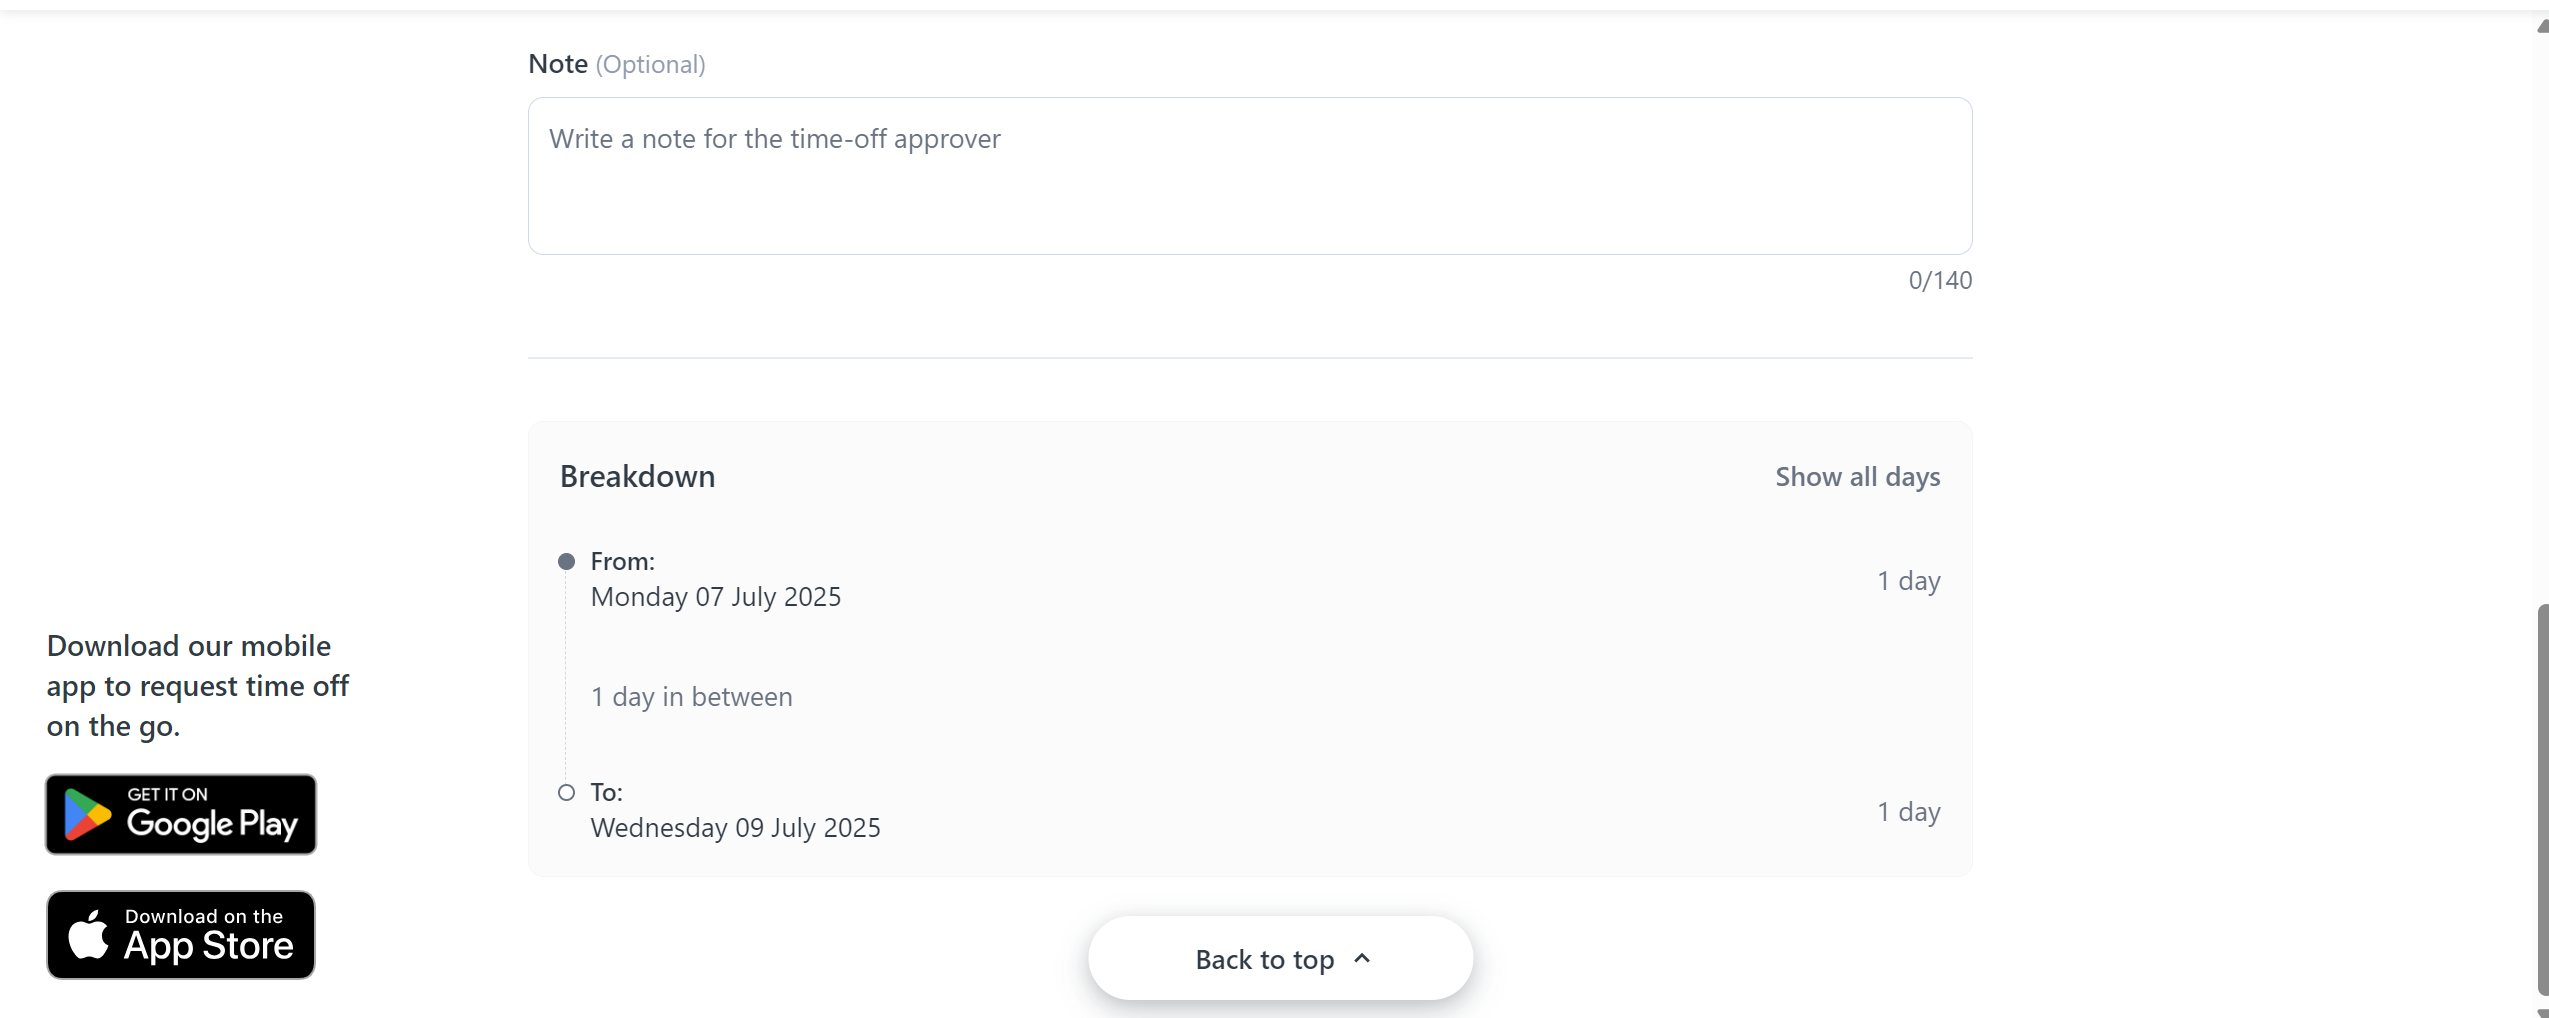 Note (Optional)
Write a note for the time-off approver
0/140
Breakdown
Show all days
From:
Monday 07 July 2025
1 day
1 day in between
To:
Wednesday 09 July 2025
1 day
Back to top
Download our mobile
app to request time off
on the go.
GET IT ON
Google Play
Download on the
App Store